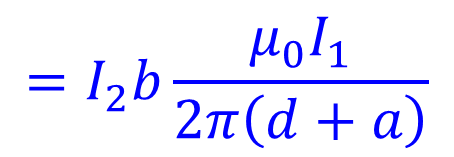 = I₂b μ₀I₁ / 2π(d + a)